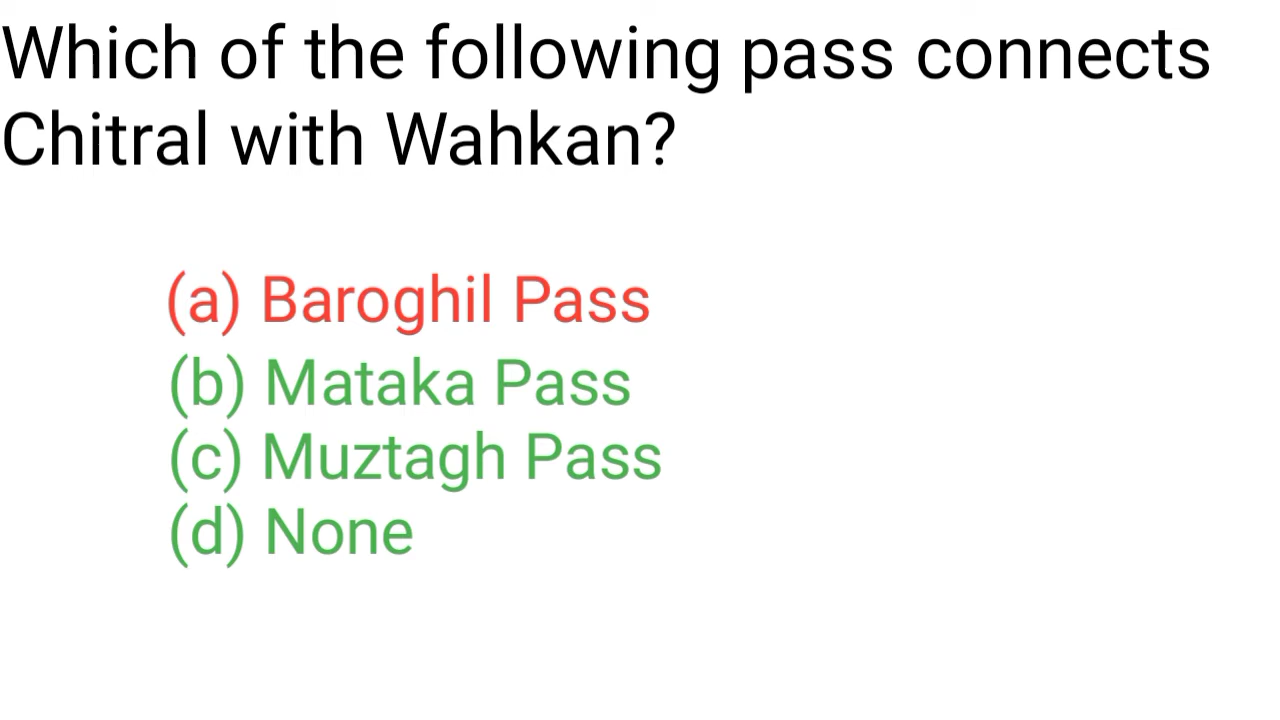 Which of the following pass connects
Chitral with Wahkan?
(a) Baroghil Pass
(b) Mataka Pass
(c) Muztagh Pass
(d) None